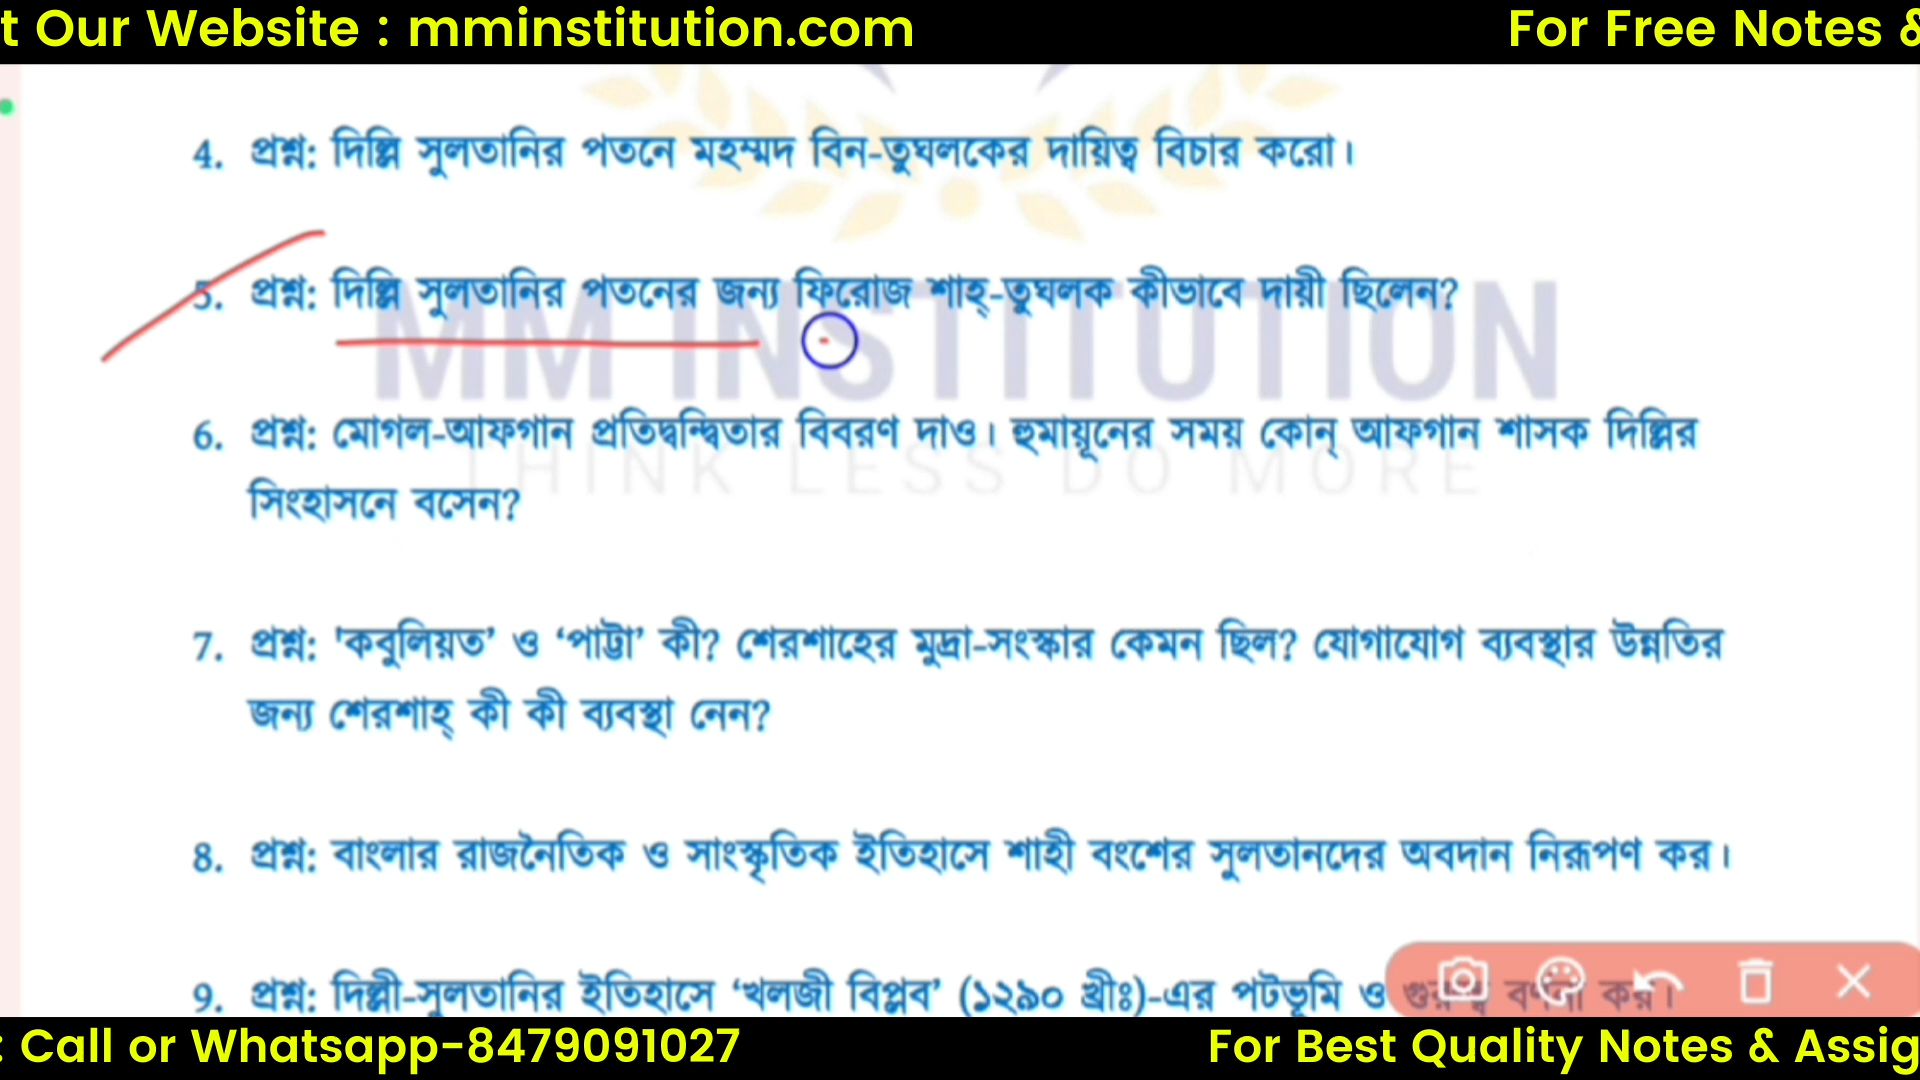 t Our Website : mminstitution.com For Free Notes &
4. প্রশ্ন: দিল্লি সুলতানির পতনে মহম্মদ বিন-তুঘলকের দায়িত্ব বিচার করো।
5. প্রশ্ন: দিল্লি সুলতানির পতনের জন্য ফিরোজ শাহ্-তুঘলক কীভাবে দায়ী ছিলেন?
MM INSTITUTION
6. প্রশ্ন: মোগল-আফগান প্রতিদ্বন্দ্বিতার বিবরণ দাও। হুমায়ূনের সময় কোন্ আফগান শাসক দিল্লির
THINK LESS DO MORE
সিংহাসনে বসেন?
7. প্রশ্ন: 'কবুলিয়ত’ ও ‘পাট্টা’ কী? শেরশাহের মুদ্রা-সংস্কার কেমন ছিল? যোগাযোগ ব্যবস্থার উন্নতির
জন্য শেরশাহ্ কী কী ব্যবস্থা নেন?
8. প্রশ্ন: বাংলার রাজনৈতিক ও সাংস্কৃতিক ইতিহাসে শাহী বংশের সুলতানদের অবদান নিরূপণ কর।
9. প্রশ্ন: দিল্লী-সুলতানির ইতিহাসে ‘খলজী বিপ্লব’ (১২৯০ খ্রীঃ)-এর পটভূমি ও গুরুত্ব বর্ণনা কর।
: Call or Whatsapp-8479091027 For Best Quality Notes & Assig